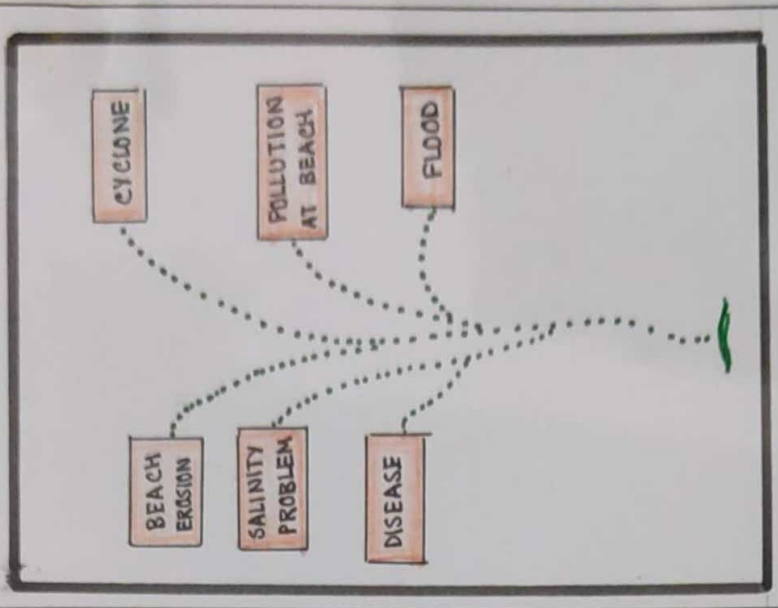 CYCLONE
BEACH
EROSION
POLLUTION
AT BEACH
SALINITY
PROBLEM
FLOOD
DISEASE